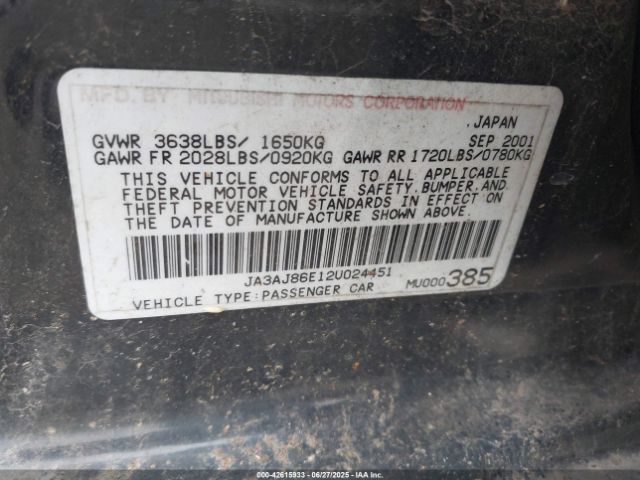 MFD. BY MITSUBISHI MOTORS CORPORATION
JAPAN
GVWR 3638LBS/ 1650KG SEP 2001
GAWR FR 2028LBS/0920KG GAWR RR 1720LBS/0780KG
THIS VEHICLE CONFORMS TO ALL APPLICABLE
FEDERAL MOTOR VEHICLE SAFETY, BUMPER, AND
THEFT PREVENTION STANDARDS IN EFFECT ON
THE DATE OF MANUFACTURE SHOWN ABOVE.
JA3AJ86E12U024451
VEHICLE TYPE:PASSENGER CAR MU000385
000-42615933 - 06/27/2025 - IAAI.COM